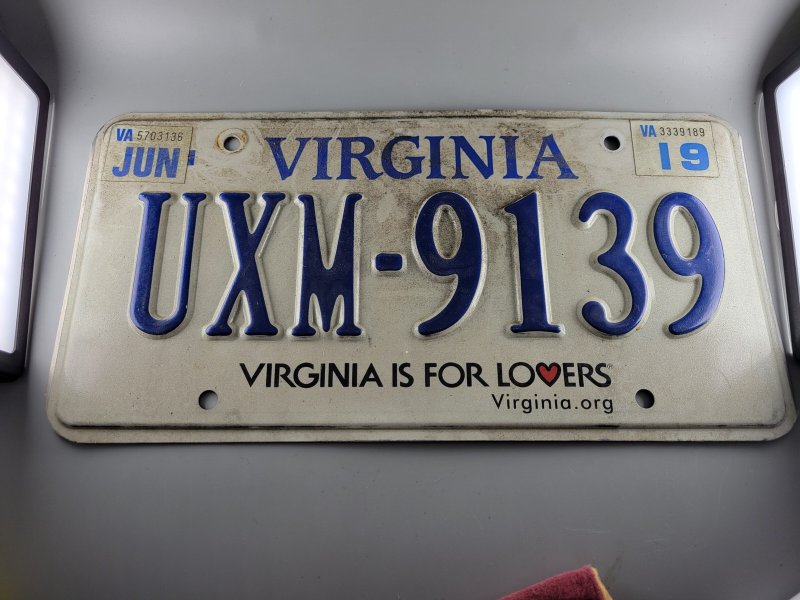 VA 5703136
JUN
VIRGINIA
VA 3339189
19
UXM-9139
VIRGINIA IS FOR LOVERS
Virginia.org